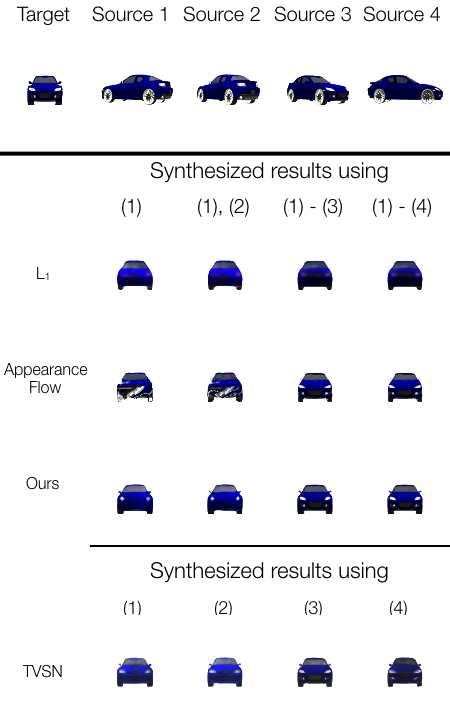 Target Source 1 Source 2 Source 3 Source 4
Synthesized results using
(1) (1), (2) (1) - (3) (1) - (4)
L₁
Appearance
Flow
Ours
Synthesized results using
(1) (2) (3) (4)
TVSN